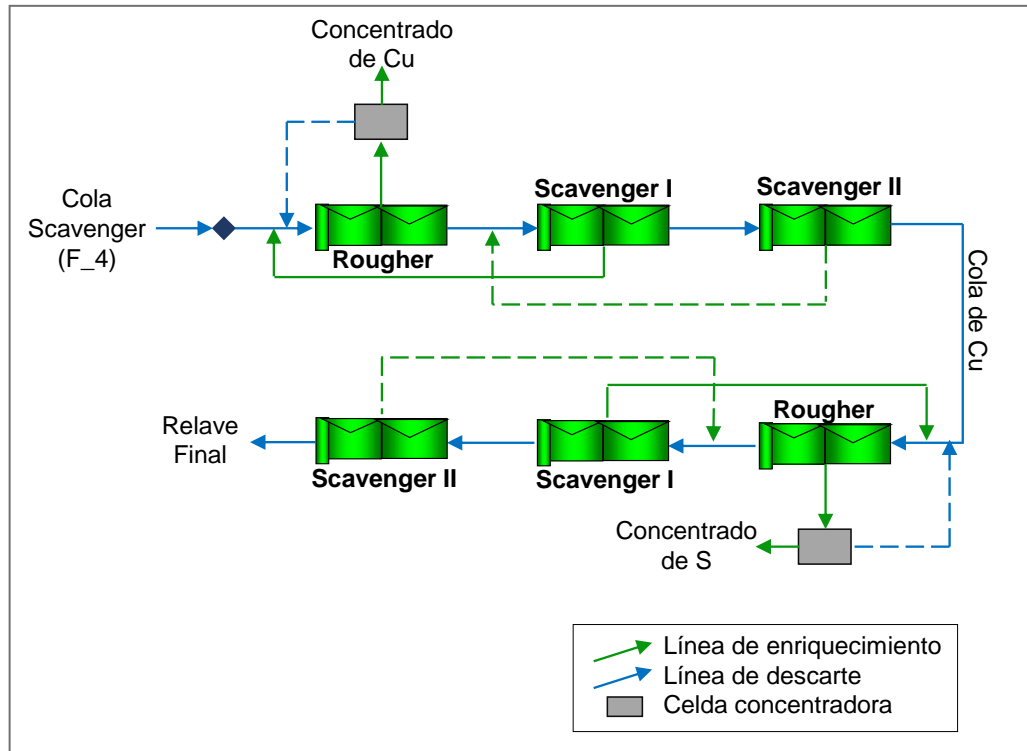 Concentrado
de Cu
Cola
Scavenger
(F_4)
Rougher
Scavenger I
Scavenger II
Cola de Cu
Relave
Final
Scavenger II
Scavenger I
Rougher
Concentrado
de S
Línea de enriquecimiento
Línea de descarte
Celda concentradora